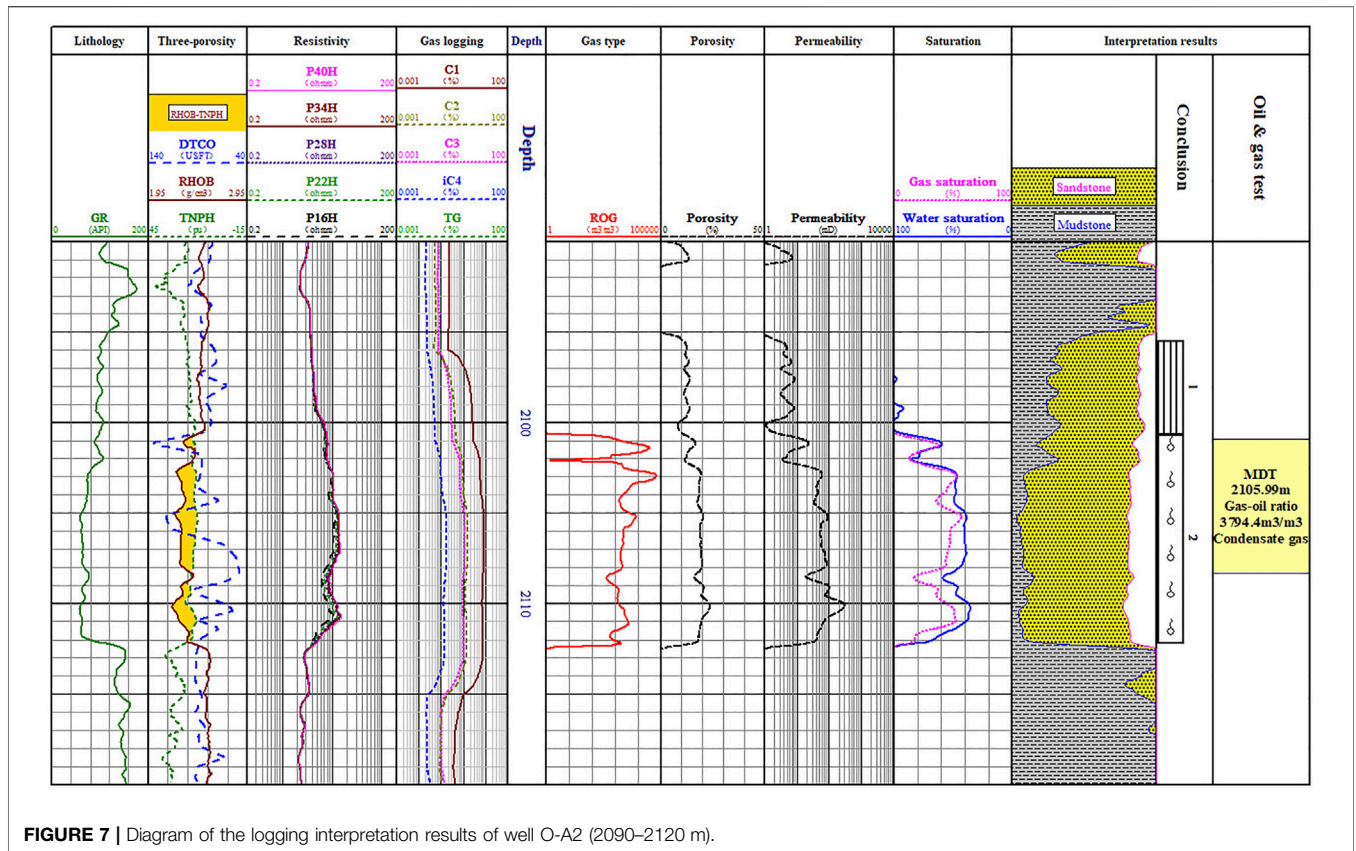 Lithology Three-porosity Resistivity Gas logging Depth Gas type Porosity Permeability Saturation Interpretation results
RHOB-TNPH
DTCO
140 (USFT) 40
RHOB
1.95 (g/cm3) 2.95
GR
0 (API) 200
TNPH
45 (pu) -15
P40H
0.2 (ohmm) 200
P34H
0.2 (ohmm) 200
P28H
0.2 (ohmm) 200
P22H
0.2 (ohmm) 200
P16H
0.2 (ohmm) 200
C1
0.001 (%) 100
C2
0.001 (%) 100
C3
0.001 (%) 100
iC4
0.001 (%) 100
TG
0.001 (%) 100
Depth
ROG
1 (m3/m3) 100000
Porosity
0 (%) 50
Permeability
1 (mD) 10000
Gas saturation
0 (%) 100
Water saturation
100 (%) 0
Sandstone
Mudstone
Conclusion
Oil & gas test
2100
2110
1
2
MDT
2105.99m
Gas-oil ratio
3794.4m3/m3
Condensate gas
FIGURE 7 | Diagram of the logging interpretation results of well O-A2 (2090–2120 m).